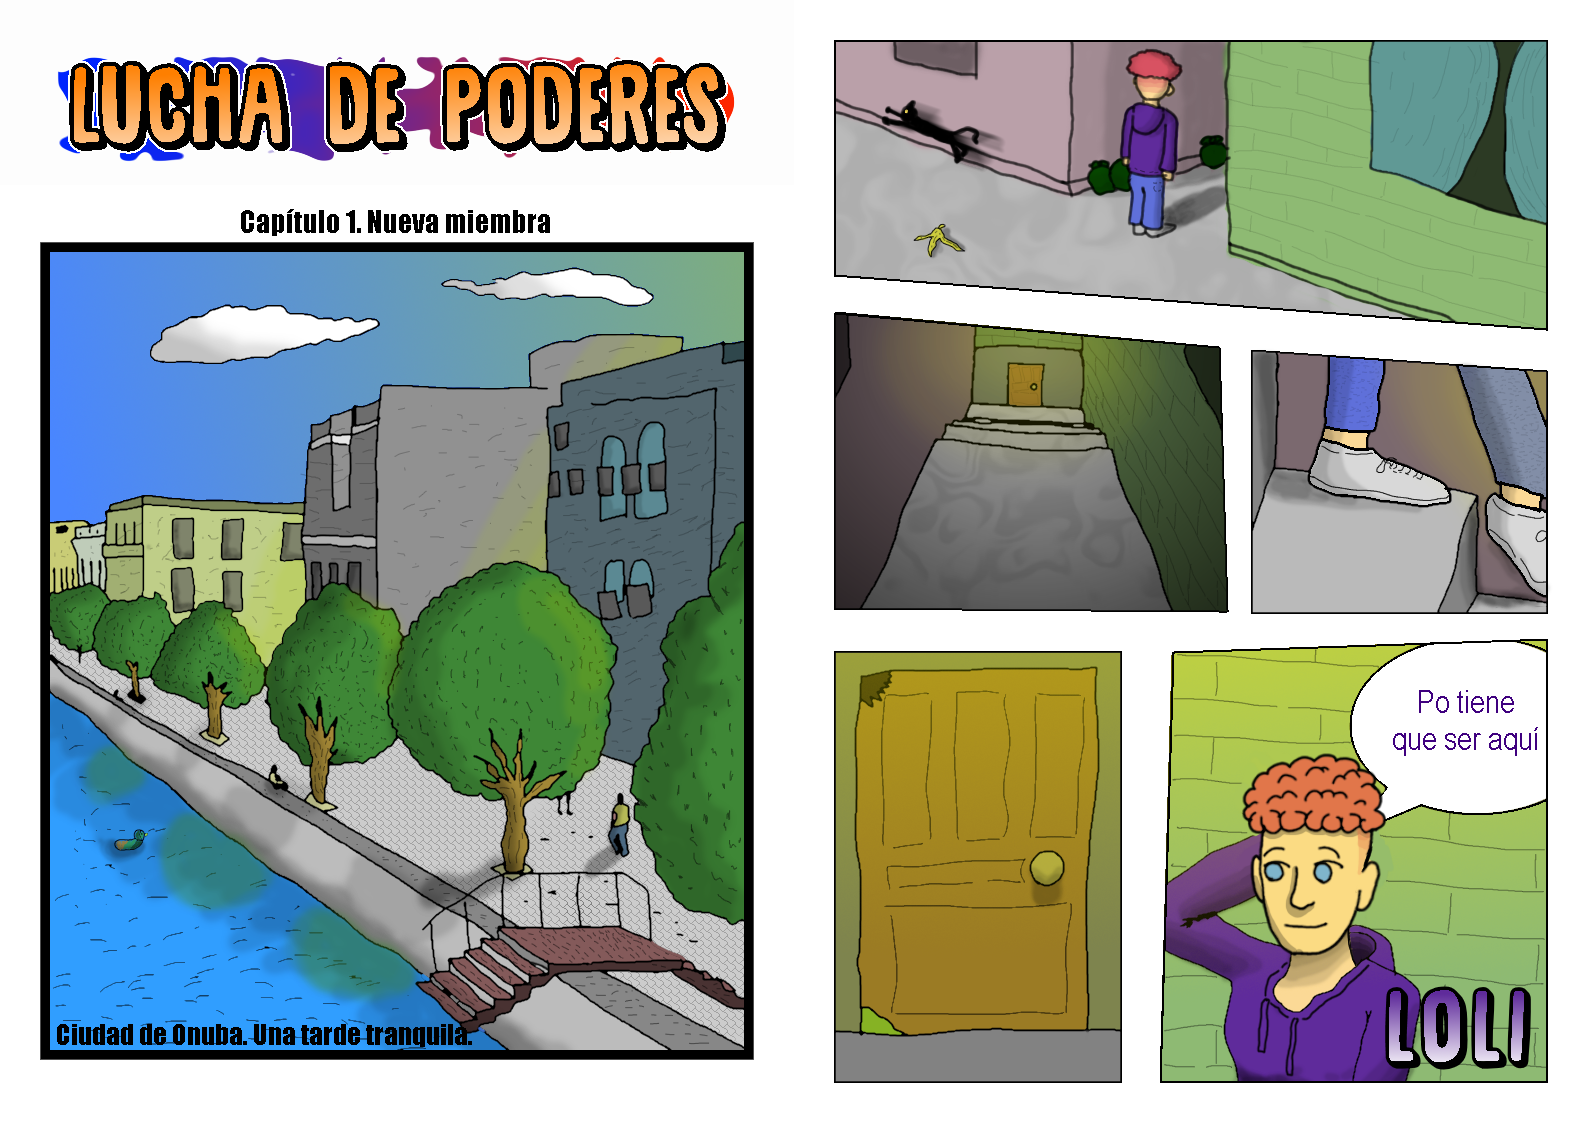 LUCHA DE PODERES
Capítulo 1. Nueva miembra
Ciudad de Onuba. Una tarde tranquila.
Po tiene
que ser aquí
LOLI